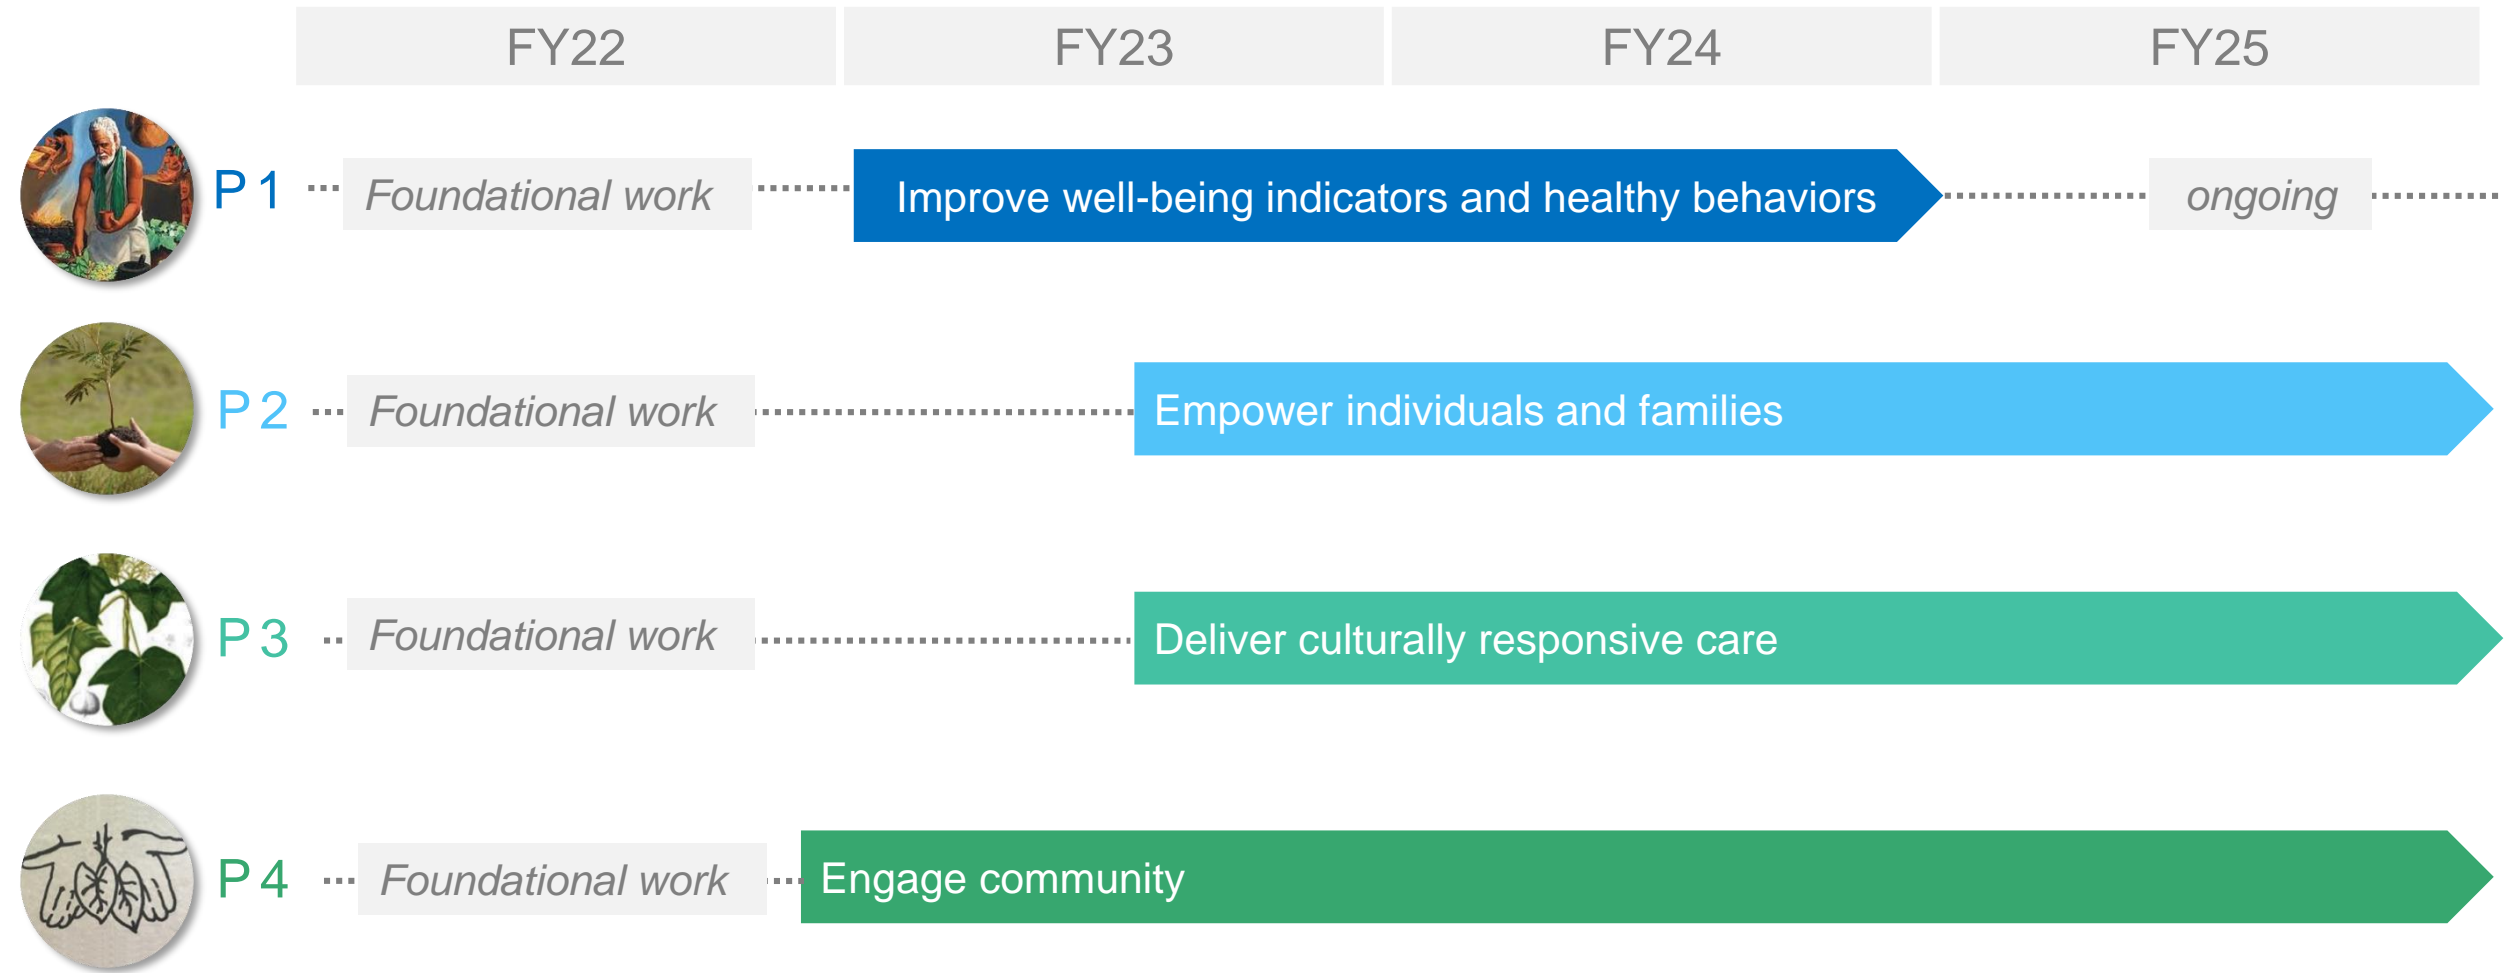 FY22 FY23 FY24 FY25
P1 Foundational work Improve well-being indicators and healthy behaviors ongoing
P2 Foundational work Empower individuals and families
P3 Foundational work Deliver culturally responsive care
P4 Foundational work Engage community